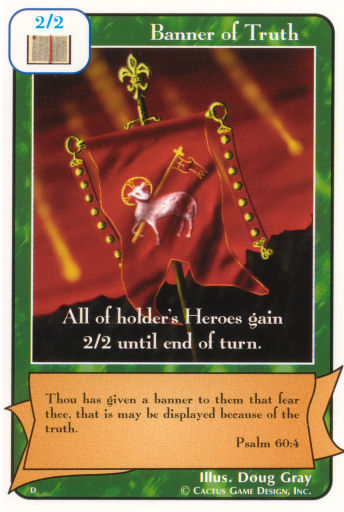 2/2
Banner of Truth
All of holder's Heroes gain
2/2 until end of turn.
Thou has given a banner to them that fear
thee, that is may be displayed because of the
truth.
Psalm 60:4
D
Illus. Doug Gray
© Cactus Game Design, Inc.